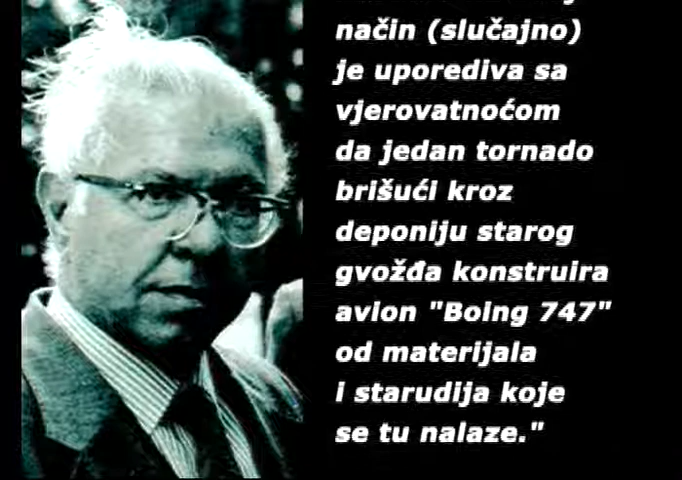 način (slučajno)
je uporediva sa
vjerovatnoćom
da jedan tornado
brišući kroz
deponiju starog
gvožđa konstruira
avion "Boing 747"
od materijala
i starudija koje
se tu nalaze."